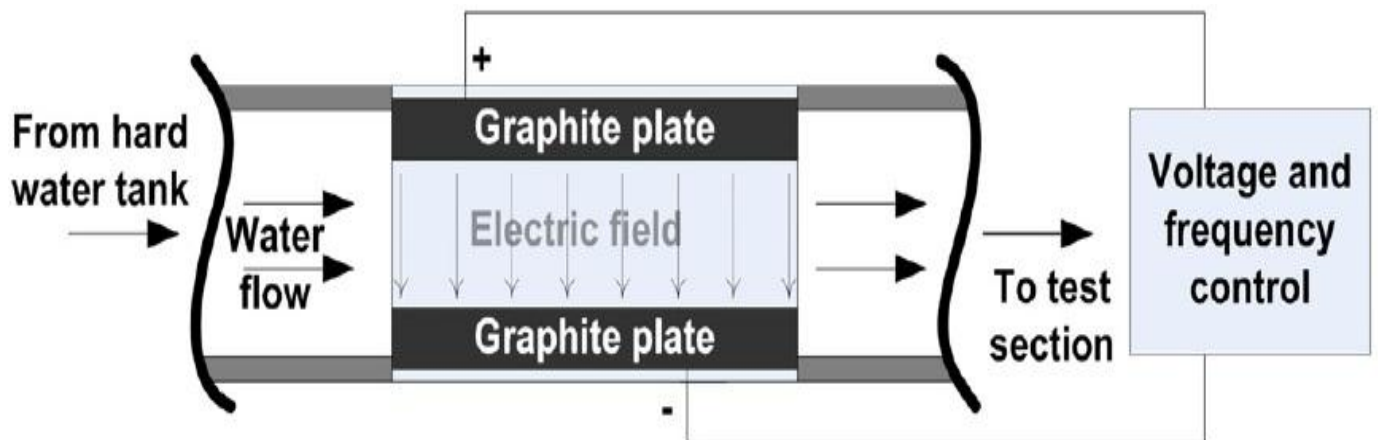 +
Graphite plate
From hard
water tank
Water
flow
Electric field
Graphite plate
-
To test
section
Voltage and
frequency
control